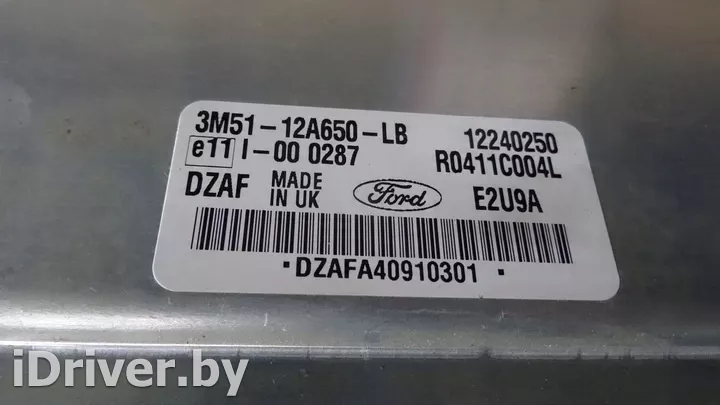 3M51-12A650-LB 12240250
e11 I-00 0287 R0411C004L
DZAF MADE IN UK Ford E2U9A
· DZAFA40910301 ·
iDriver.by